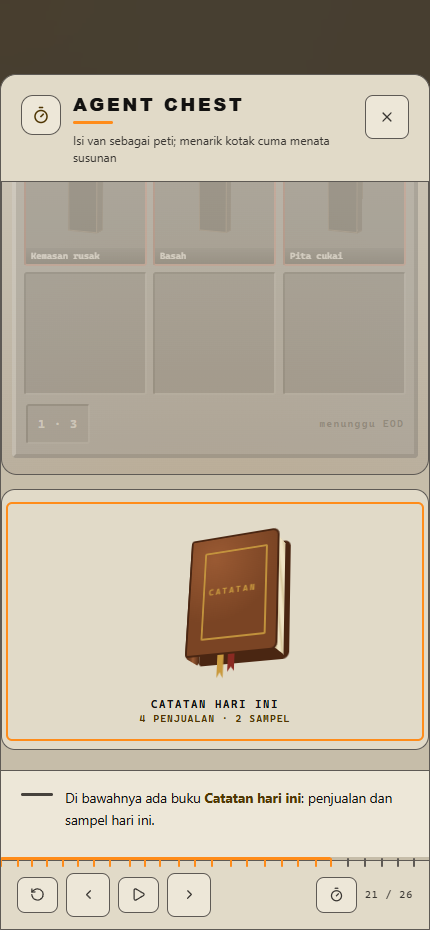 AGENT CHEST
Isi van sebagai peti; menarik kotak cuma menata
susunan
Kemasan rusak
Basah
Pita cukai
1 · 3
menunggu EOD
CATATAN
CATATAN HARI INI
4 PENJUALAN · 2 SAMPEL
Di bawahnya ada buku Catatan hari ini: penjualan dan
sampel hari ini.
21 / 26